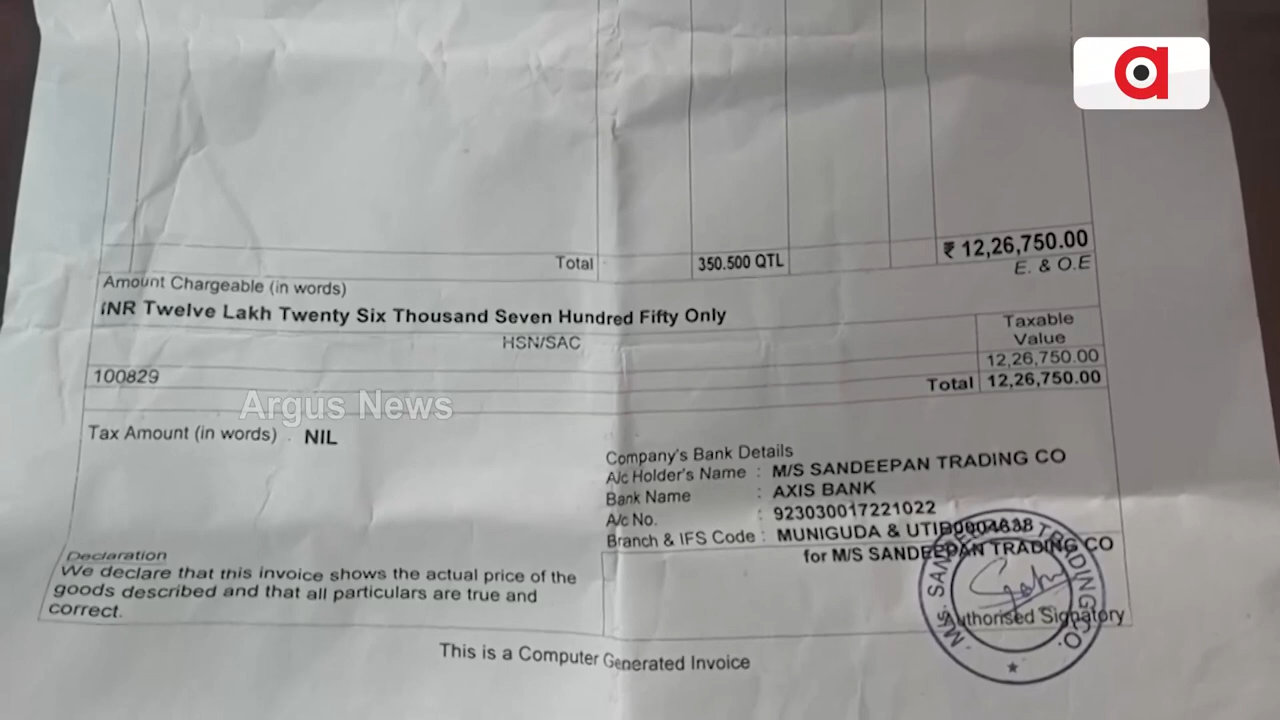 a
Total 350.500 QTL ₹ 12,26,750.00
E. & O.E
Amount Chargeable (in words)
INR Twelve Lakh Twenty Six Thousand Seven Hundred Fifty Only
HSN/SAC Taxable
Value
12,26,750.00
100829
Total 12,26,750.00
Argus News
Tax Amount (in words) . NIL
Company's Bank Details
A/c Holder's Name : M/S SANDEEPAN TRADING CO
Bank Name : AXIS BANK
A/c No. : 923030017221022
Branch & IFS Code : MUNIGUDA &
for M/S SANDEEPAN TRADING CO
M/s. SANDEEPAN TRADING CO.
Authorised Signatory
Declaration
We declare that this invoice shows the actual price of the
goods described and that all particulars are true and
correct.
This is a Computer Generated Invoice